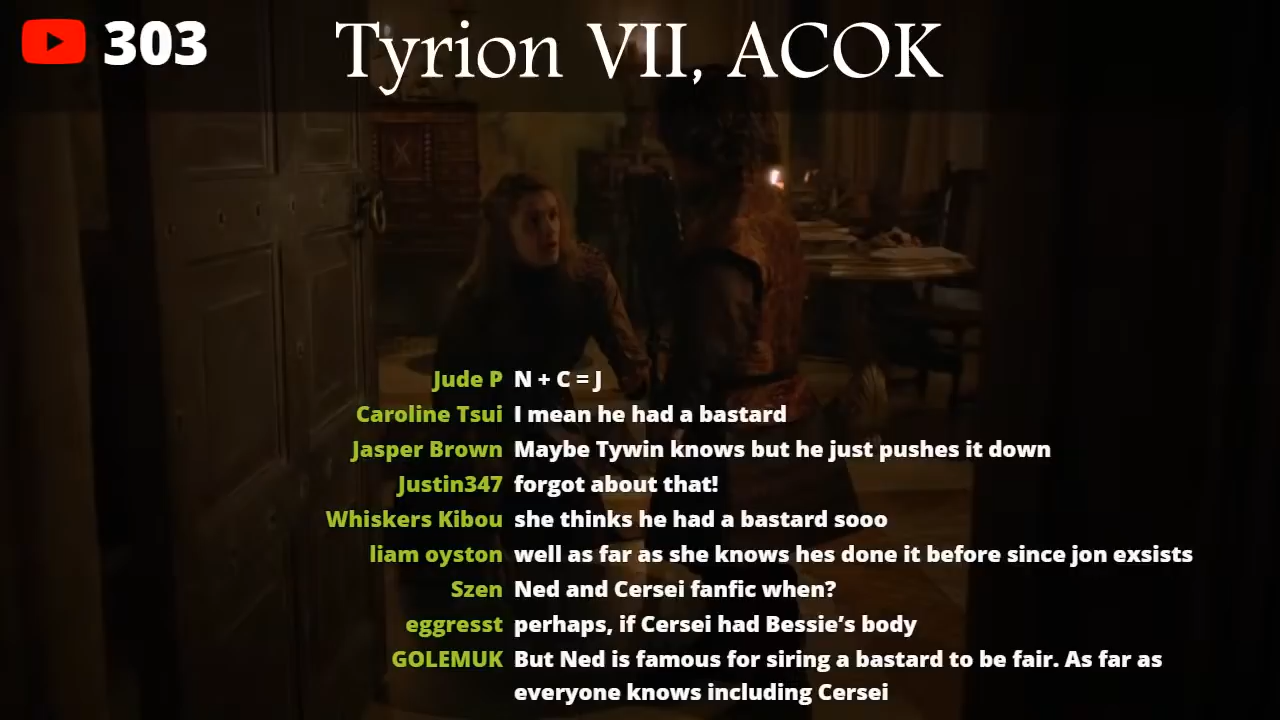 303
Tyrion VII, ACOK
Jude P N + C = J
Caroline Tsui I mean he had a bastard
Jasper Brown Maybe Tywin knows but he just pushes it down
Justin347 forgot about that!
Whiskers Kibou she thinks he had a bastard sooo
liam oyston well as far as she knows hes done it before since jon exsists
Szen Ned and Cersei fanfic when?
eggresst perhaps, if Cersei had Bessie’s body
GOLEMUK But Ned is famous for siring a bastard to be fair. As far as
everyone knows including Cersei